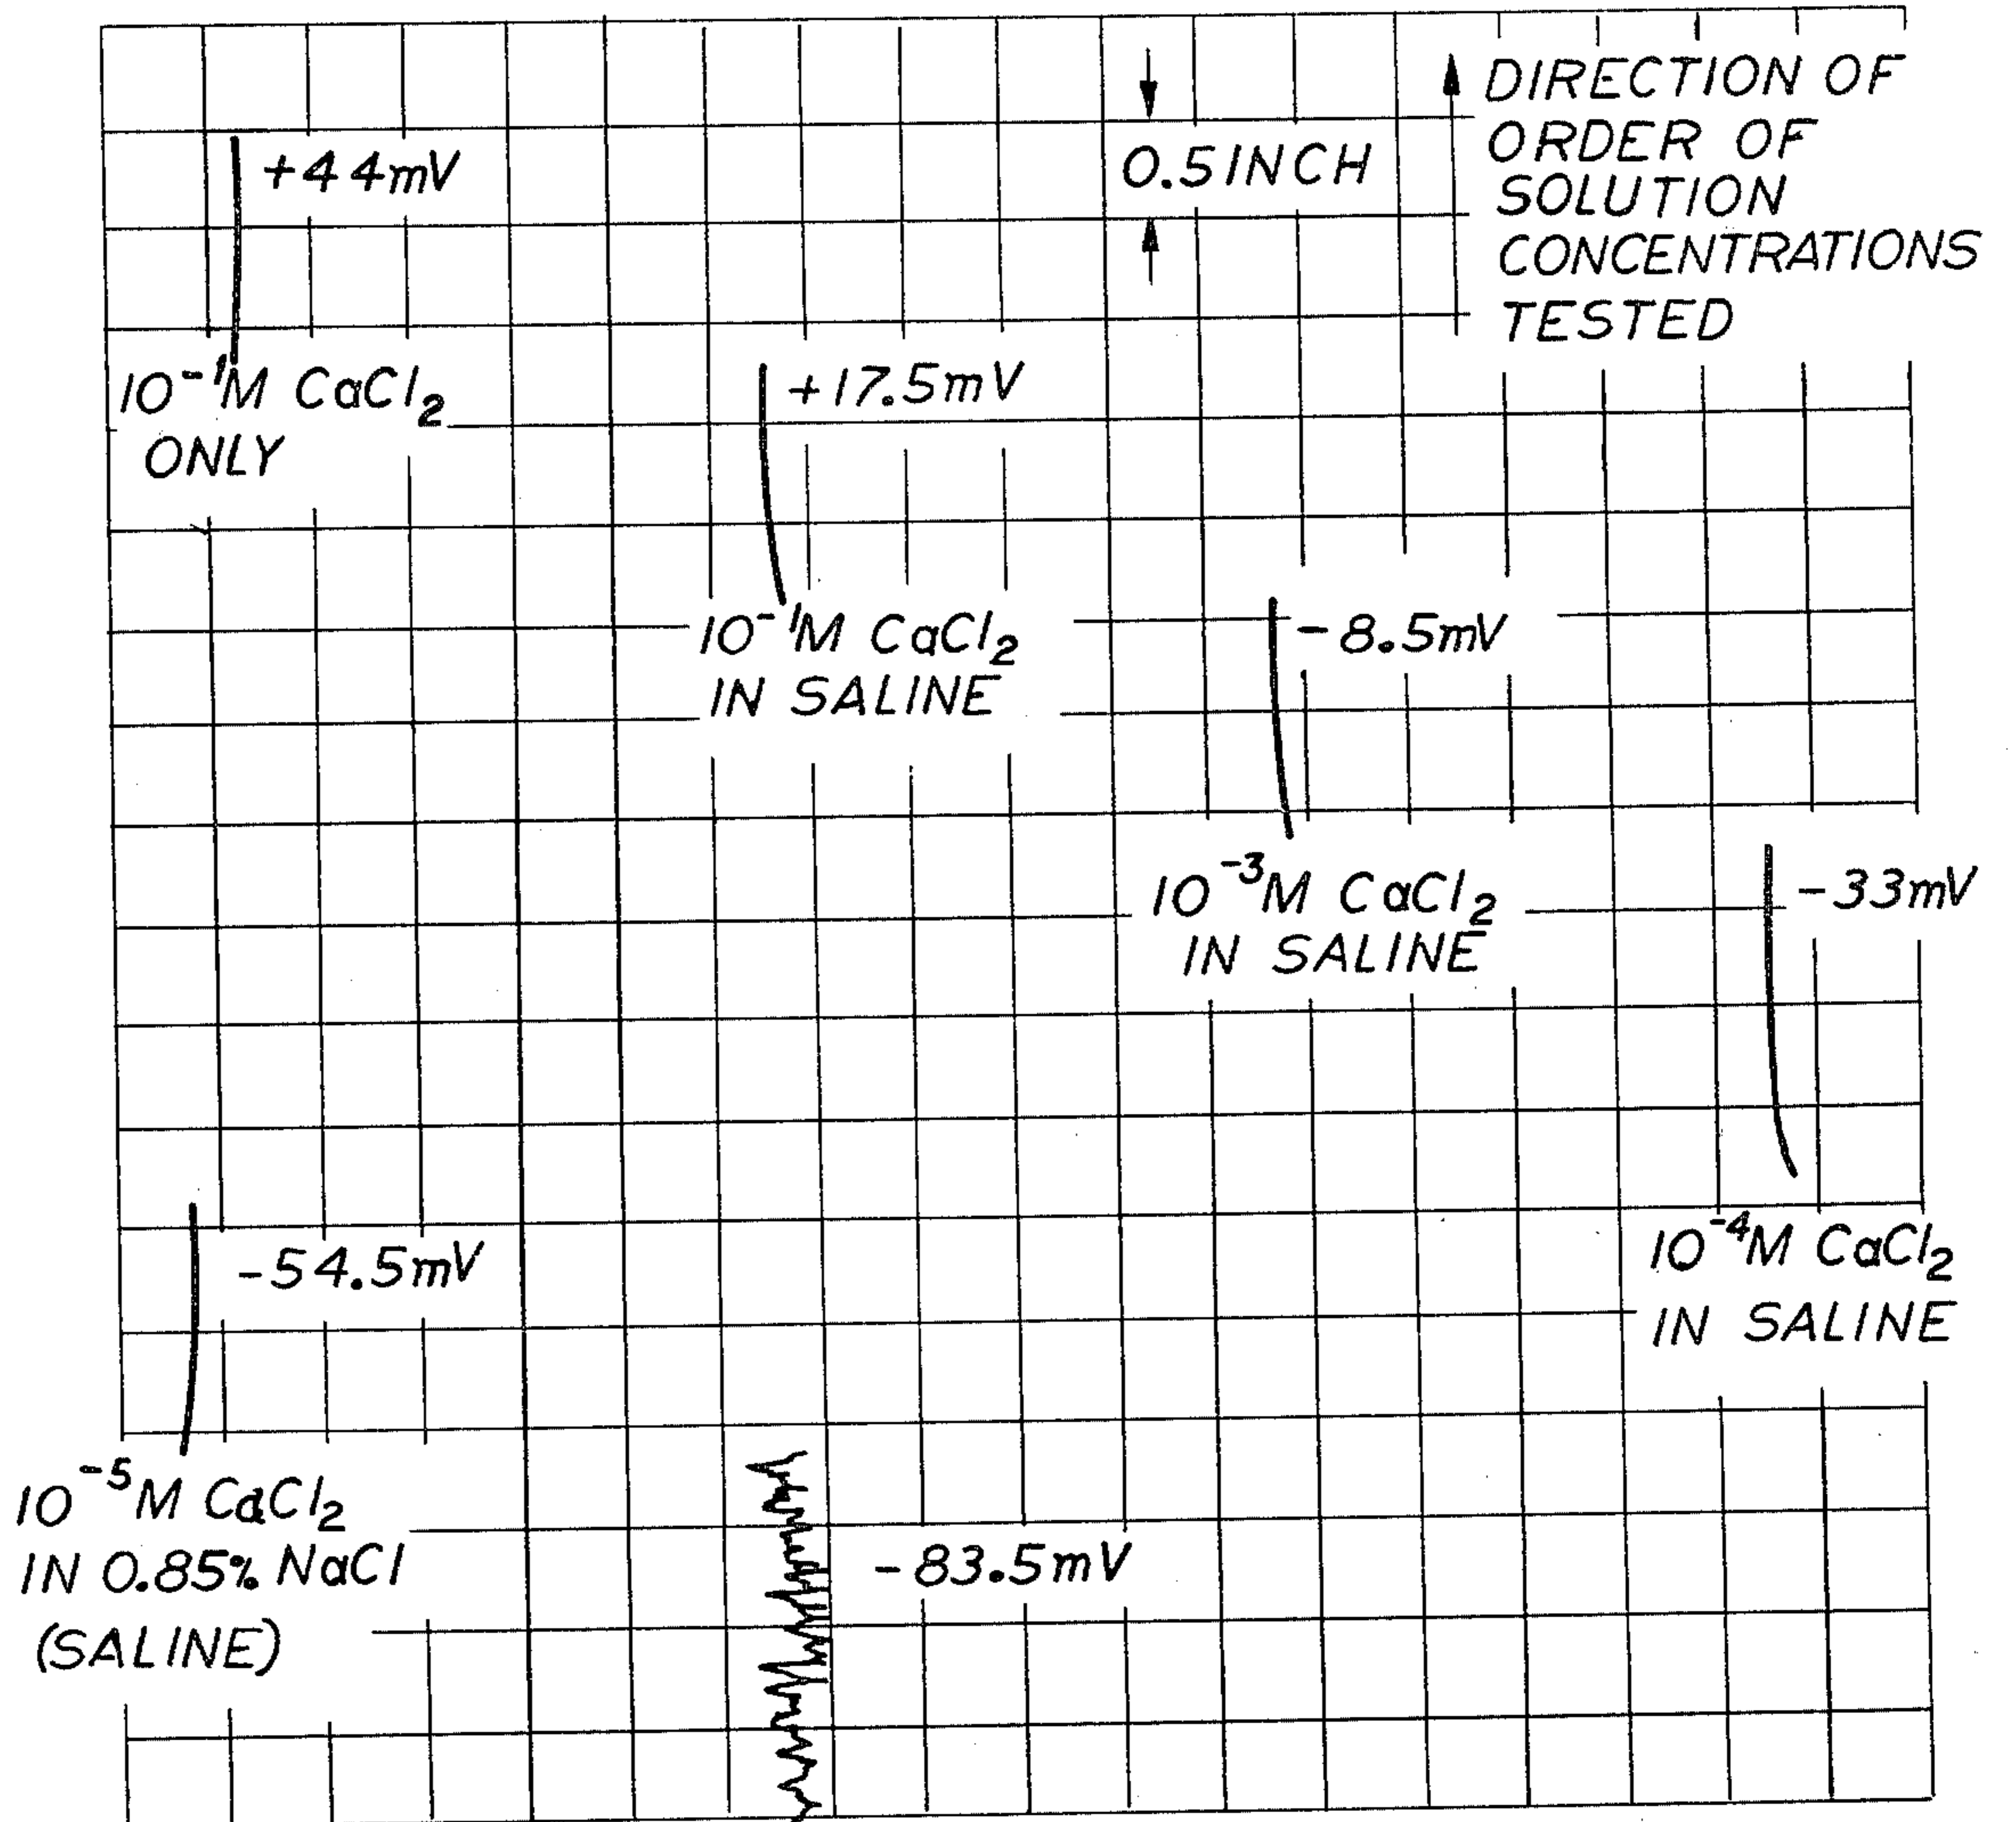 DIRECTION OF
ORDER OF
SOLUTION
CONCENTRATIONS
TESTED
0.5 INCH
+44mV
10⁻¹M CaCl₂
ONLY
+17.5mV
10⁻¹M CaCl₂
IN SALINE
-8.5mV
10⁻³M CaCl₂
IN SALINE
-33mV
10⁻⁴M CaCl₂
IN SALINE
-54.5mV
10⁻⁵M CaCl₂
IN 0.85% NaCl
(SALINE)
-83.5mV